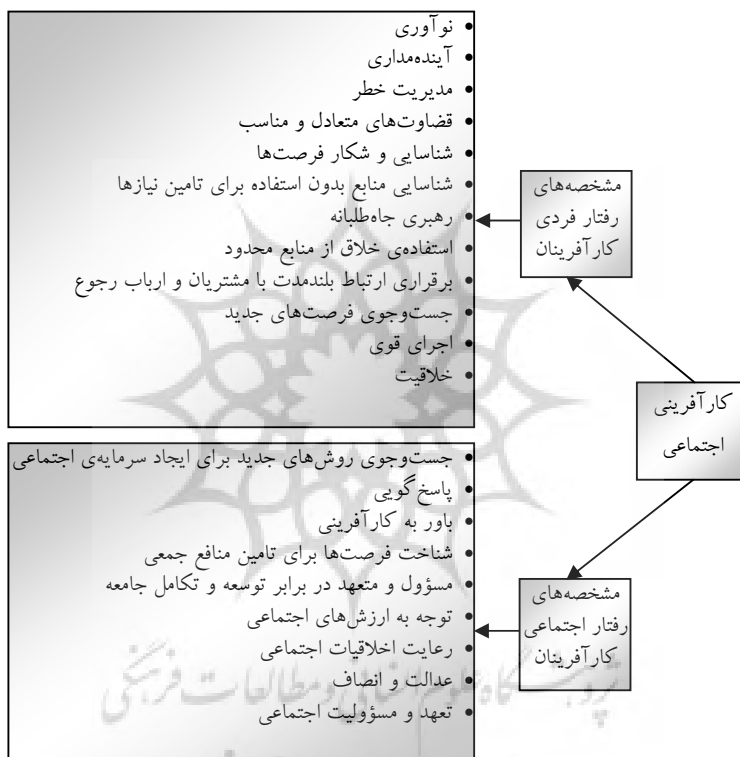 کارآفرینی
اجتماعی
مشخصه‌های
رفتار فردی
کارآفرینان
• نوآوری
• آینده‌مداری
• مدیریت خطر
• قضاوت‌های متعادل و مناسب
• شناسایی و شکار فرصت‌ها
• شناسایی منابع بدون استفاده برای تامین نیازها
• رهبری جاه‌طلبانه
• استفاده‌ی خلاق از منابع محدود
• برقراری ارتباط بلندمدت با مشتریان و ارباب رجوع
• جست‌وجوی فرصت‌های جدید
• اجرای قوی
• خلاقیت
مشخصه‌های
رفتار اجتماعی
کارآفرینان
• جست‌وجوی روش‌های جدید برای ایجاد سرمایه‌ی اجتماعی
• پاسخ‌گویی
• باور به کارآفرینی
• شناخت فرصت‌ها برای تامین منافع جمعی
• مسؤول و متعهد در برابر توسعه و تکامل جامعه
• توجه به ارزش‌های اجتماعی
• رعایت اخلاقیات اجتماعی
• عدالت و انصاف
• تعهد و مسؤولیت اجتماعی
پژوهشگاه علوم انسانی و مطالعات فرهنگی